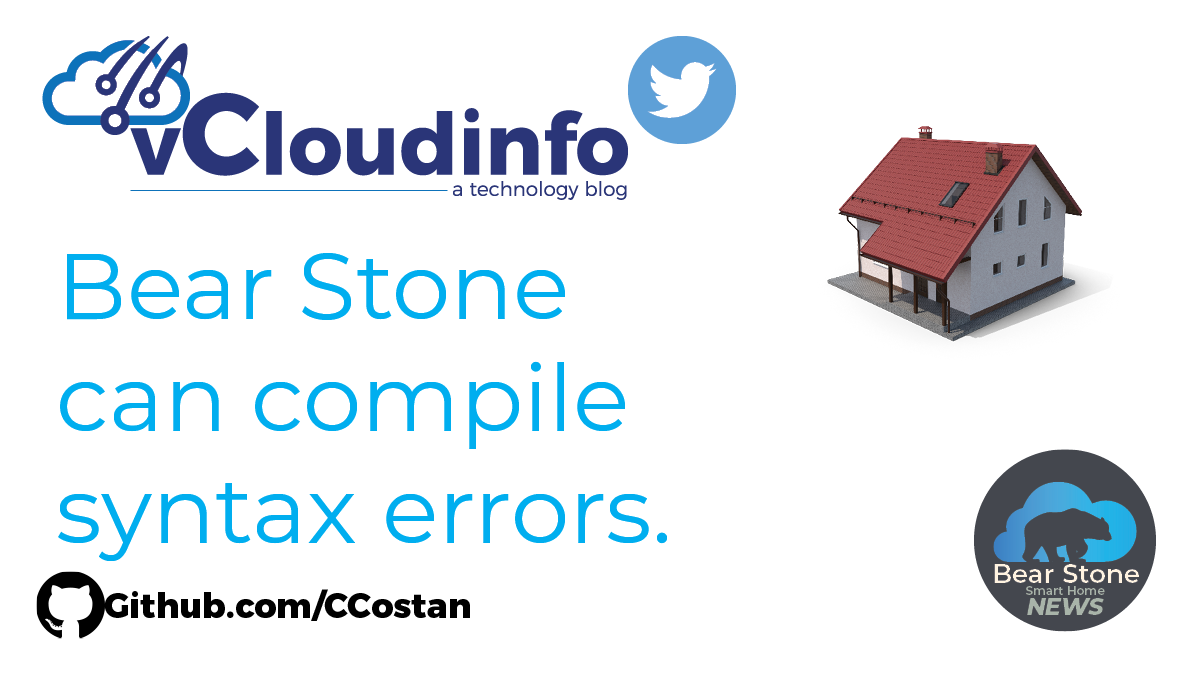 vCloudinfo
a technology blog
Bear Stone
can compile
syntax errors.
Github.com/CCostan
Bear Stone
Smart Home
NEWS